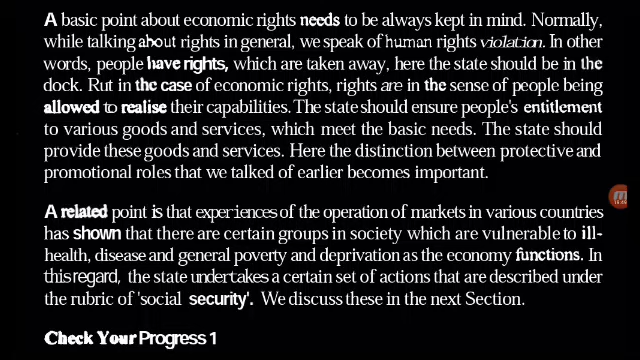 A basic point about economic rights needs to be always kept in mind. Normally,
while talking about rights in general, we speak of human rights violation. In other
words, people have rights, which are taken away, here the state should be in the
dock. Rut in the case of economic rights, rights are in the sense of people being
allowed to realise their capabilities. The state should ensure people's entitlement
to various goods and services, which meet the basic needs. The state should
provide these goods and services. Here the distinction between protective and
promotional roles that we talked of earlier becomes important.
A related point is that experiences of the operation of markets in various countries
has shown that there are certain groups in society which are vulnerable to ill-
health, disease and general poverty and deprivation as the economy functions. In
this regard, the state undertakes a certain set of actions that are described under
the rubric of 'social security'. We discuss these in the next Section.
Check Your Progress 1